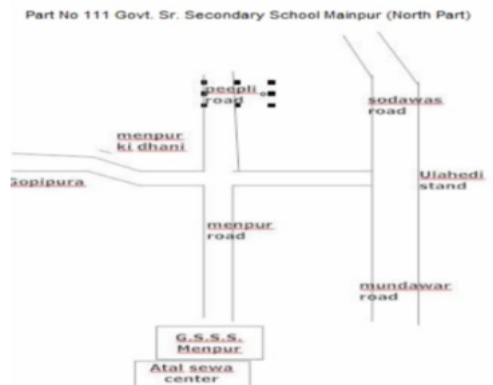 Part No 111 Govt. Sr. Secondary School Mainpur (North Part)
peepli
road
sodawas
road
menpur
ki dhani
Gopipura
Ulahedi
stand
menpur
road
mundawar
road
G.S.S.S.
Menpur
Atal sewa
center